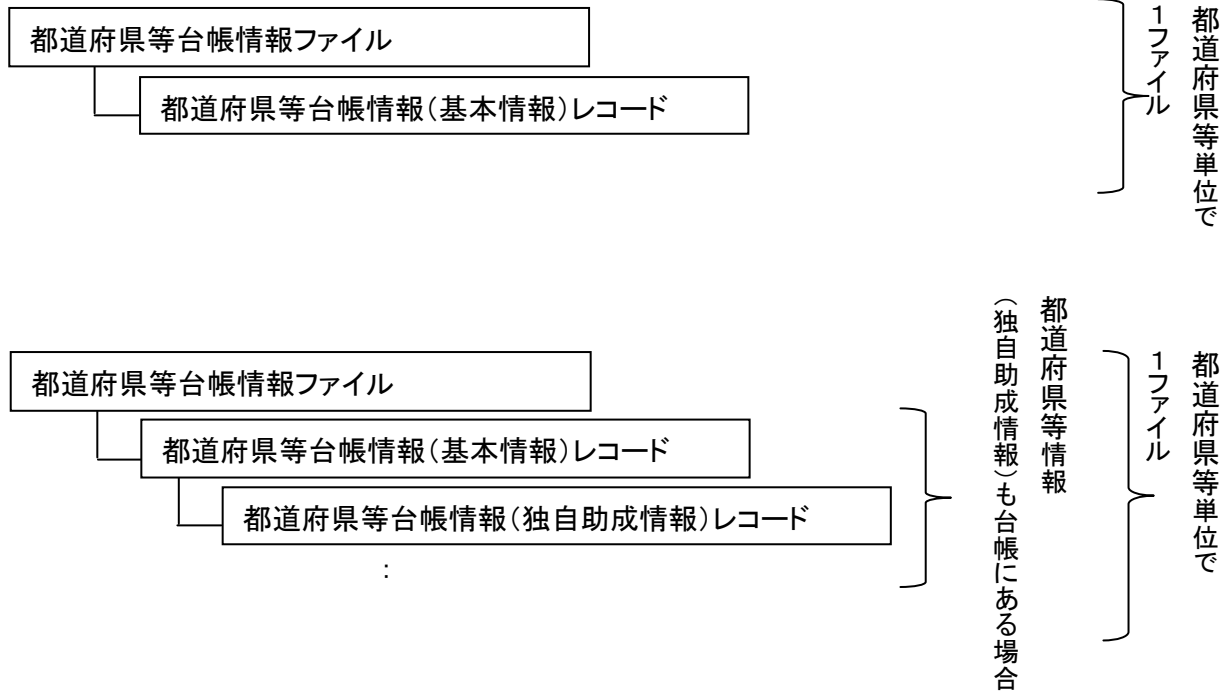 都道府県等台帳情報ファイル
都道府県等台帳情報(基本情報)レコード
都道府県等単位で
1ファイル
都道府県等台帳情報ファイル
都道府県等台帳情報(基本情報)レコード
都道府県等台帳情報(独自助成情報)レコード
:
都道府県等情報
(独自助成情報)も台帳にある場合
都道府県等単位で
1ファイル